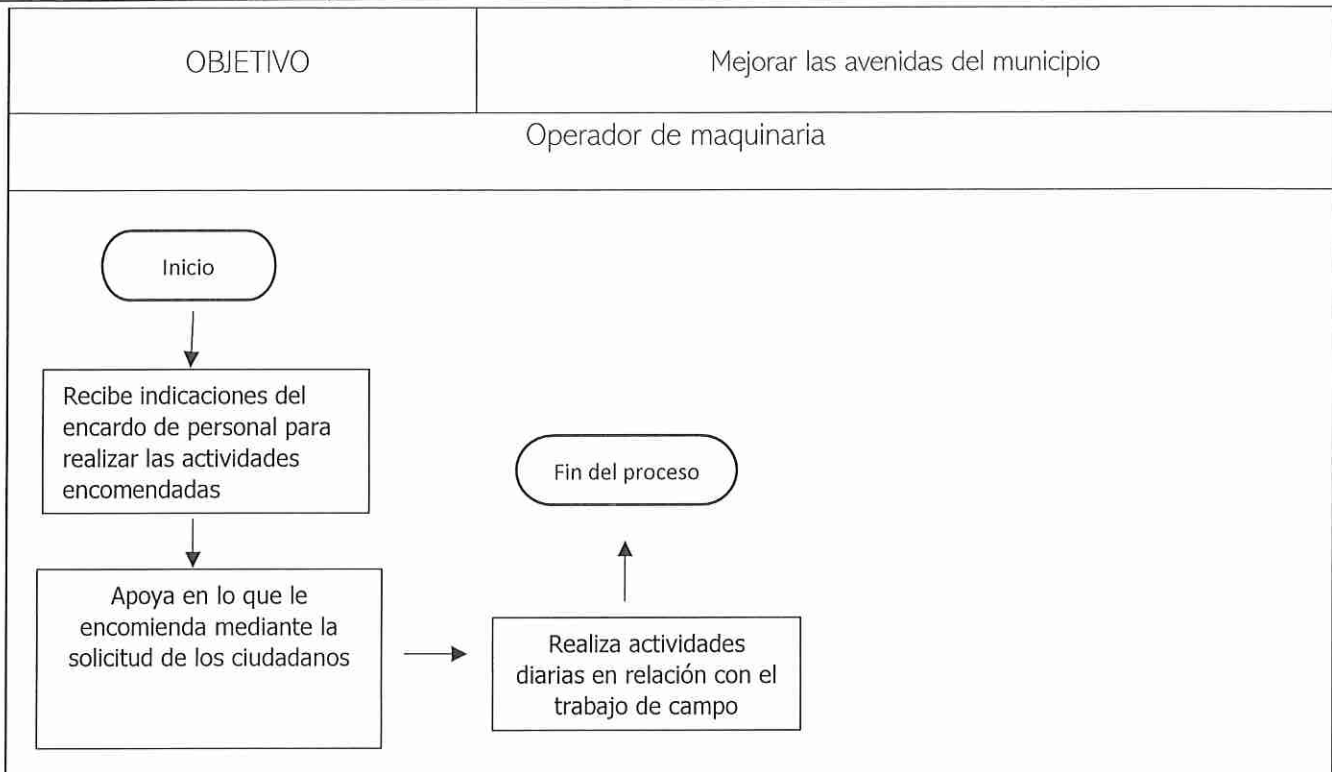 OBJETIVO
Mejorar las avenidas del municipio
Operador de maquinaria
Inicio
Recibe indicaciones del
encardo de personal para
realizar las actividades
encomendadas
Apoya en lo que le
encomienda mediante la
solicitud de los ciudadanos
Realiza actividades
diarias en relación con el
trabajo de campo
Fin del proceso